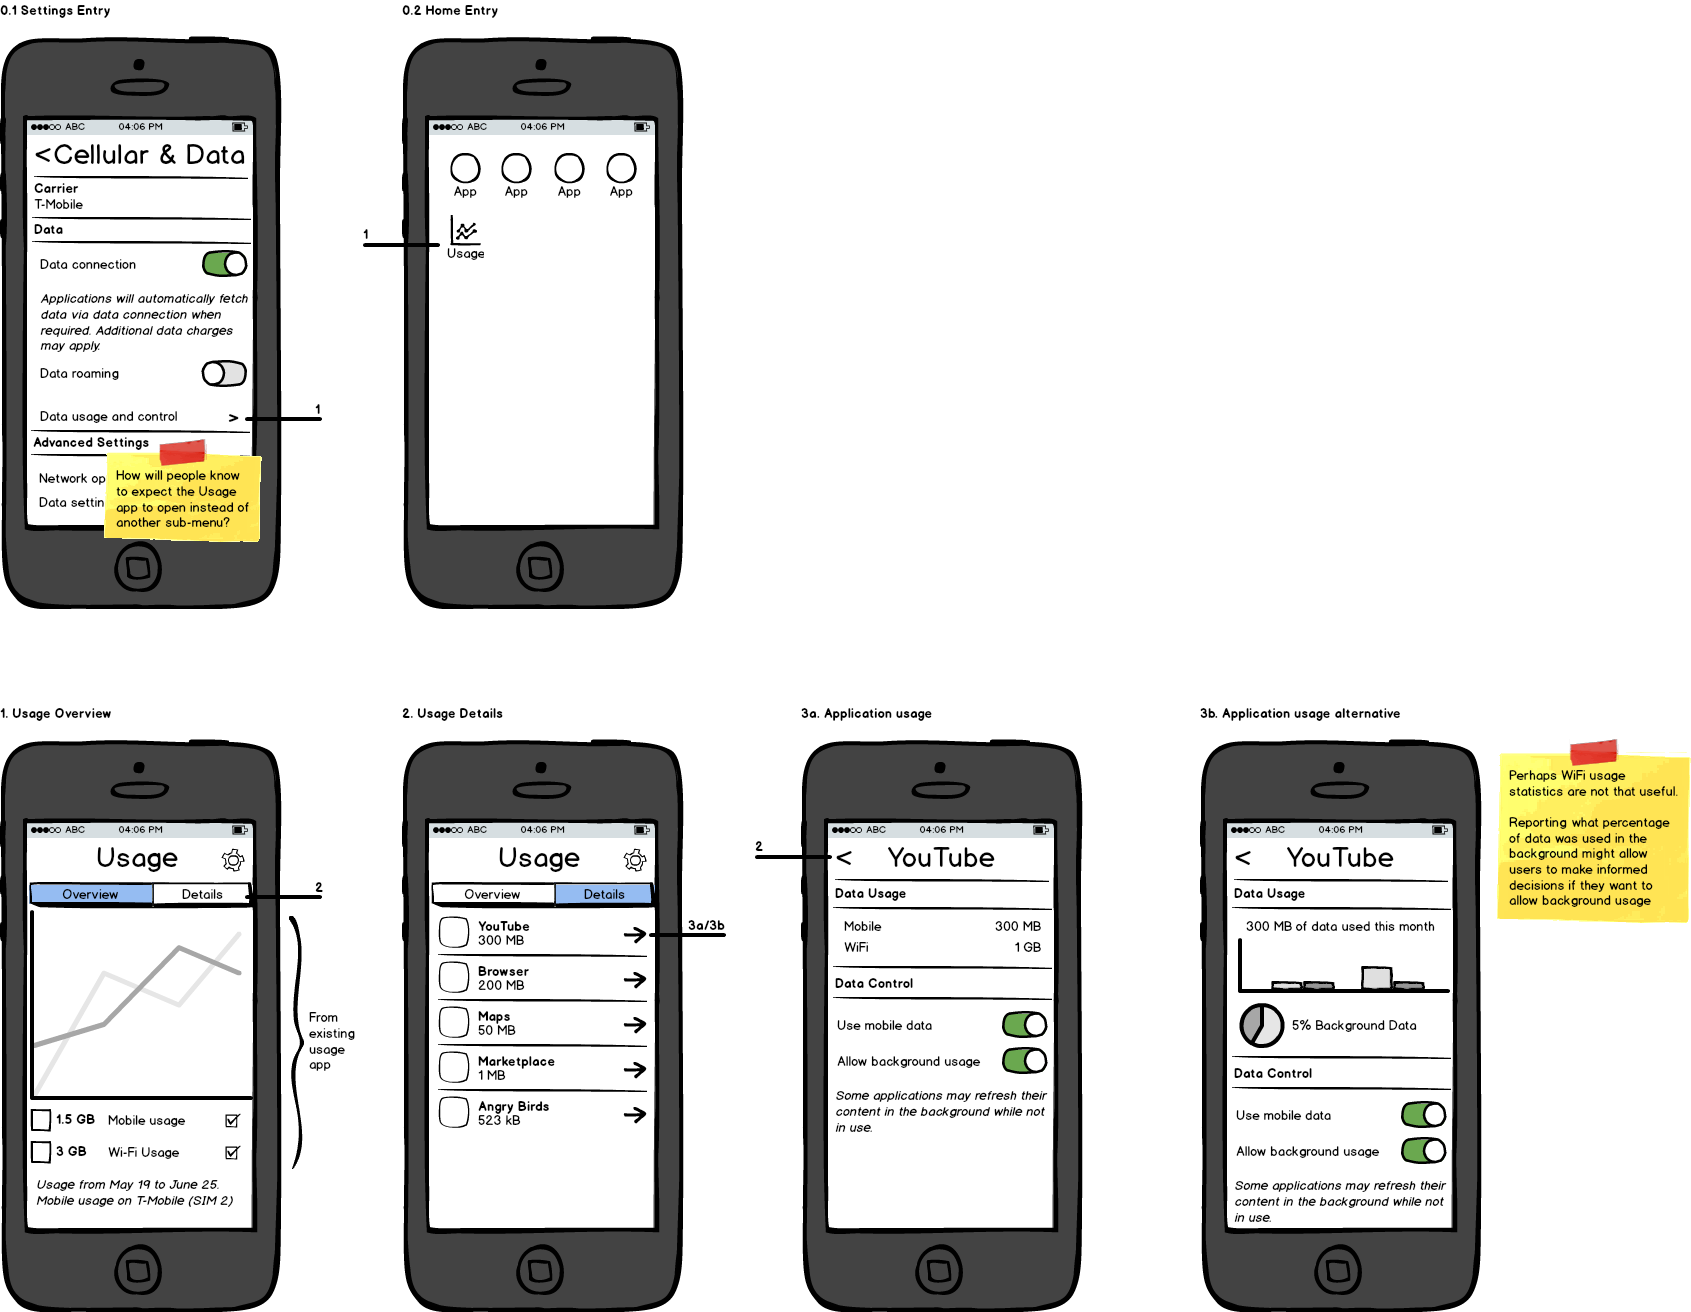 0.1 Settings Entry
0.2 Home Entry
ABC 04:06 PM
<Cellular & Data
Carrier
T-Mobile
Data
Data connection
Applications will automatically fetch
data via data connection when
required. Additional data charges
may apply.
Data roaming
Data usage and control >
1
Advanced Settings
Network op
Data settin
How will people know
to expect the Usage
app to open instead of
another sub-menu?
ABC 04:06 PM
App App App App
1
Usage
1. Usage Overview
2. Usage Details
3a. Application usage
3b. Application usage alternative
ABC 04:06 PM
Usage
Overview Details
2
From
existing
usage
app
1.5 GB Mobile usage
3 GB Wi-Fi Usage
Usage from May 19 to June 25.
Mobile usage on T-Mobile (SIM 2)
ABC 04:06 PM
Usage
Overview Details
YouTube
300 MB
3a/3b
Browser
200 MB
Maps
50 MB
Marketplace
1 MB
Angry Birds
523 kB
ABC 04:06 PM
2
< YouTube
Data Usage
Mobile 300 MB
WiFi 1 GB
Data Control
Use mobile data
Allow background usage
Some applications may refresh their
content in the background while not
in use.
ABC 04:06 PM
< YouTube
Data Usage
300 MB of data used this month
5% Background Data
Data Control
Use mobile data
Allow background usage
Some applications may refresh their
content in the background while not
in use.
Perhaps WiFi usage
statistics are not that useful.
Reporting what percentage
of data was used in the
background might allow
users to make informed
decisions if they want to
allow background usage